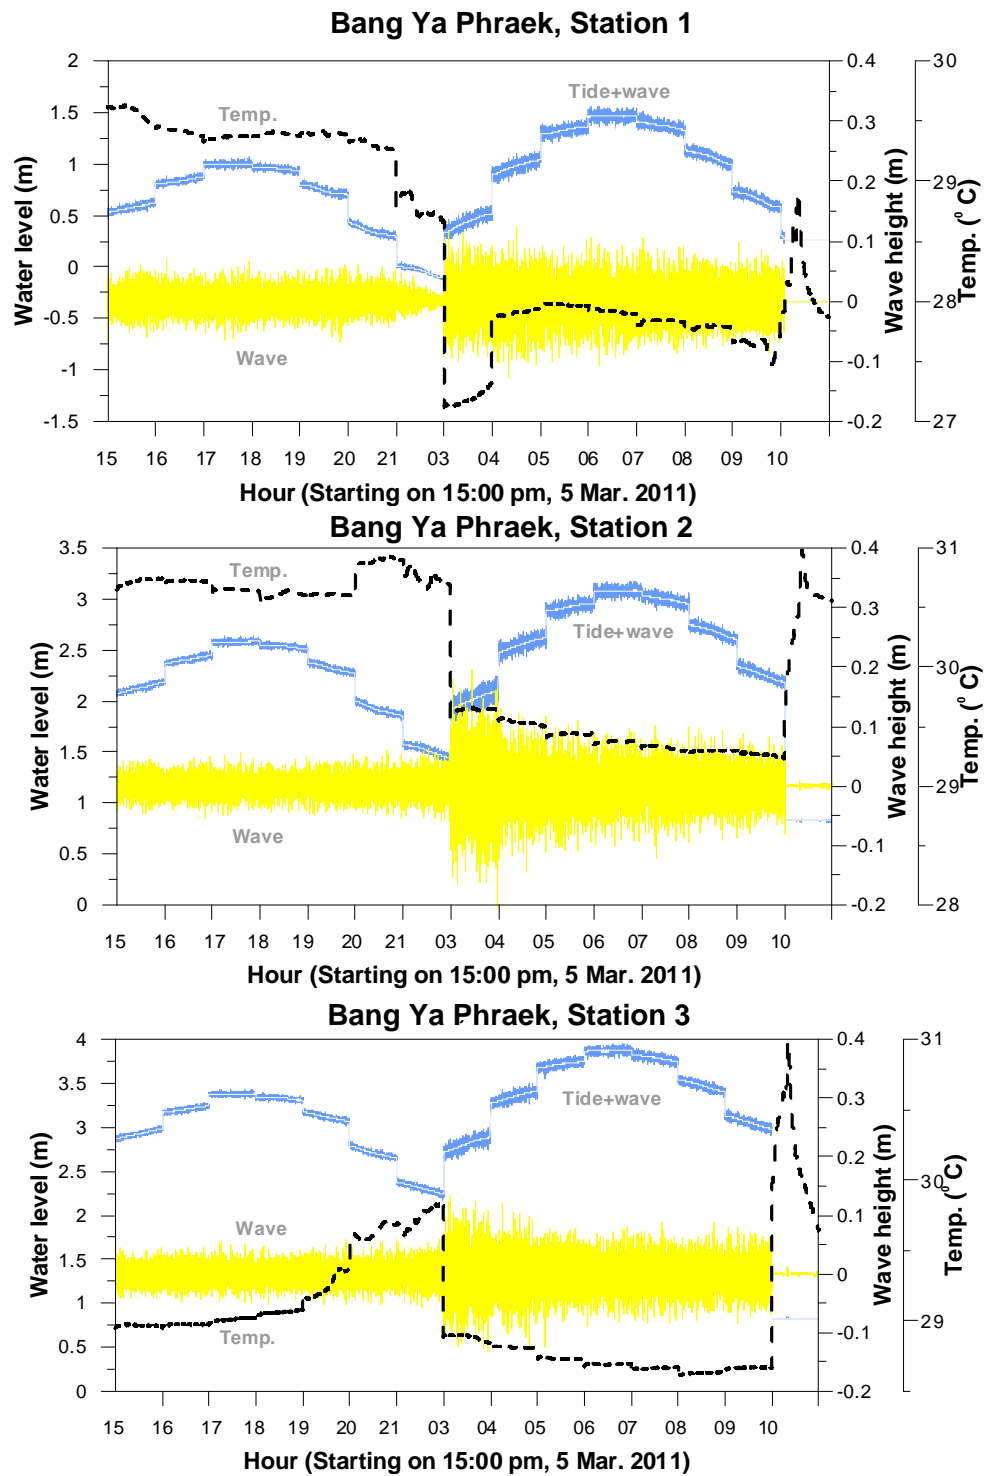 Bang Ya Phraek, Station 1
2
1.5
1
0.5
0
-0.5
-1
-1.5
Water level (m)
Temp.
Tide+wave
Wave
0.4
0.3
0.2
0.1
0
-0.1
-0.2
Wave height (m)
30
29
28
27
Temp. (⁰ C)
15 16 17 18 19 20 21 03 04 05 06 07 08 09 10
Hour (Starting on 15:00 pm, 5 Mar. 2011)
Bang Ya Phraek, Station 2
3.5
3
2.5
2
1.5
1
0.5
0
Water level (m)
Temp.
Tide+wave
Wave
0.4
0.3
0.2
0.1
0
-0.1
-0.2
Wave height (m)
31
30
29
28
Temp. (⁰ C)
15 16 17 18 19 20 21 03 04 05 06 07 08 09 10
Hour (Starting on 15:00 pm, 5 Mar. 2011)
Bang Ya Phraek, Station 3
4
3.5
3
2.5
2
1.5
1
0.5
0
Water level (m)
Tide+wave
Wave
Temp.
0.4
0.3
0.2
0.1
0
-0.1
-0.2
Wave height (m)
31
30
29
Temp. (⁰ C)
15 16 17 18 19 20 21 03 04 05 06 07 08 09 10
Hour (Starting on 15:00 pm, 5 Mar. 2011)